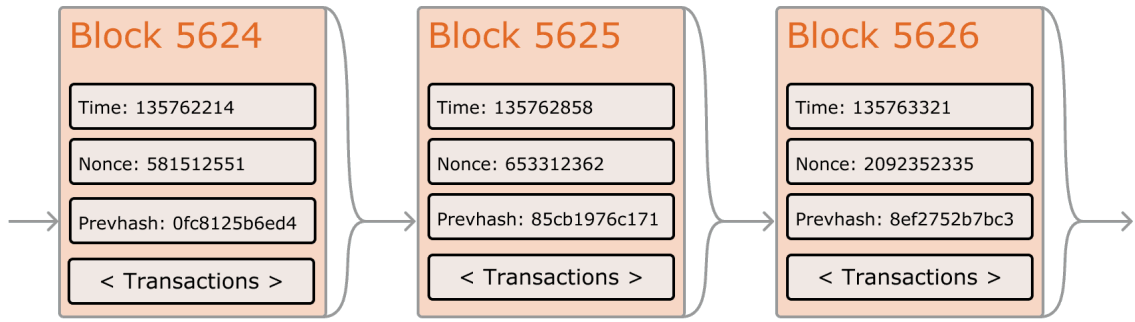 Block 5624
Time: 135762214
Nonce: 581512551
Prevhash: 0fc8125b6ed4
< Transactions >
Block 5625
Time: 135762858
Nonce: 653312362
Prevhash: 85cb1976c171
< Transactions >
Block 5626
Time: 135763321
Nonce: 2092352335
Prevhash: 8ef2752b7bc3
< Transactions >